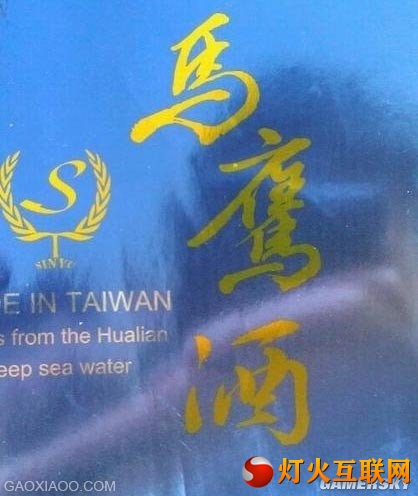 馬鷹酒
S
SINYU
DE IN TAIWAN
s from the Hualian
eep sea water
GAOXIAOO.COM
GAMERSKY
灯火互联网